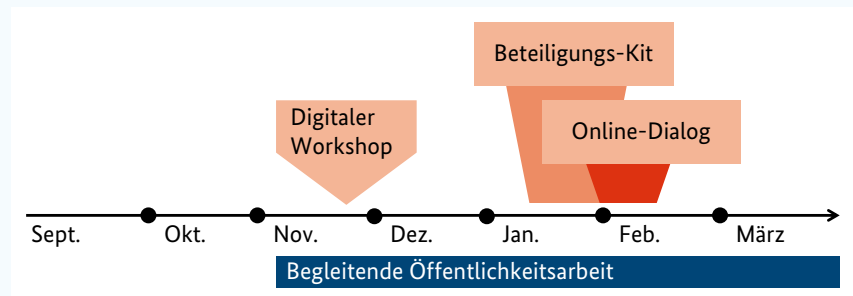 Beteiligungs-Kit
Digitaler
Workshop
Online-Dialog
Sept.
Okt.
Nov.
Dez.
Jan.
Feb.
März
Begleitende Öffentlichkeitsarbeit